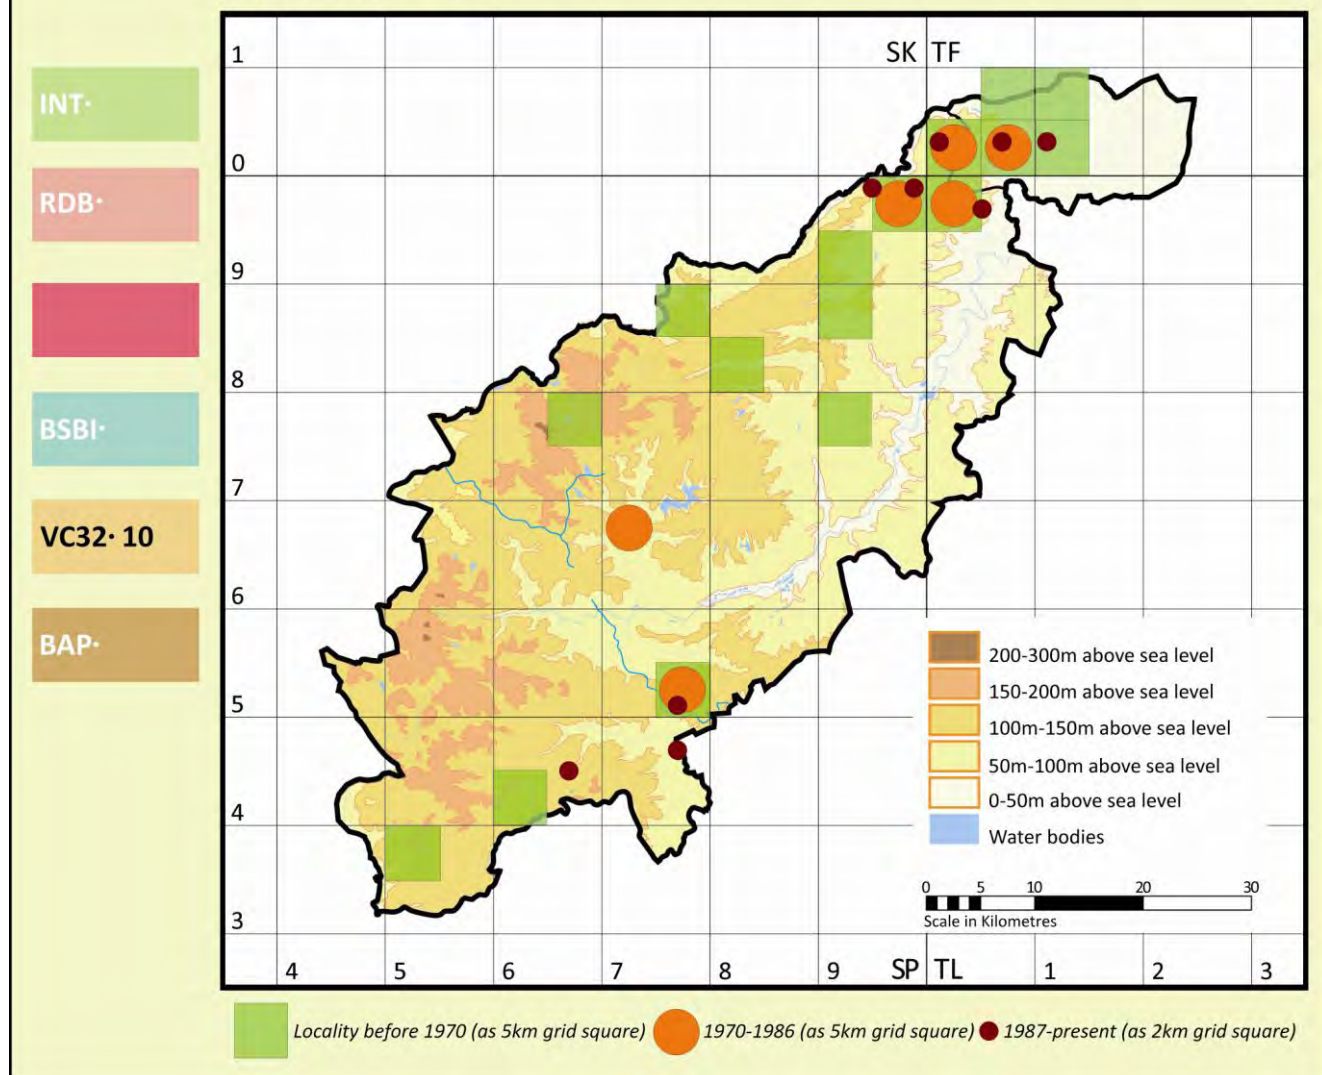 INT·
RDB·
BSBI·
VC32· 10
BAP·
SK TF
1
0
9
8
7
6
5
4
3
4 5 6 7 8 9 SP TL 1 2 3
200-300m above sea level
150-200m above sea level
100m-150m above sea level
50m-100m above sea level
0-50m above sea level
Water bodies
0 5 10 20 30
Scale in Kilometres
Locality before 1970 (as 5km grid square) 1970-1986 (as 5km grid square) 1987-present (as 2km grid square)